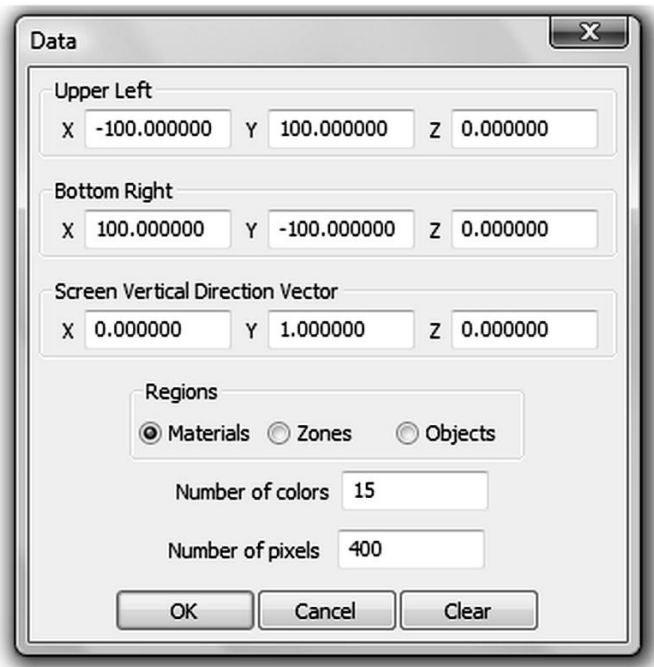 Data
Upper Left
X -100.000000 Y 100.000000 Z 0.000000
Bottom Right
X 100.000000 Y -100.000000 Z 0.000000
Screen Vertical Direction Vector
X 0.000000 Y 1.000000 Z 0.000000
Regions
Materials Zones Objects
Number of colors 15
Number of pixels 400
OK Cancel Clear